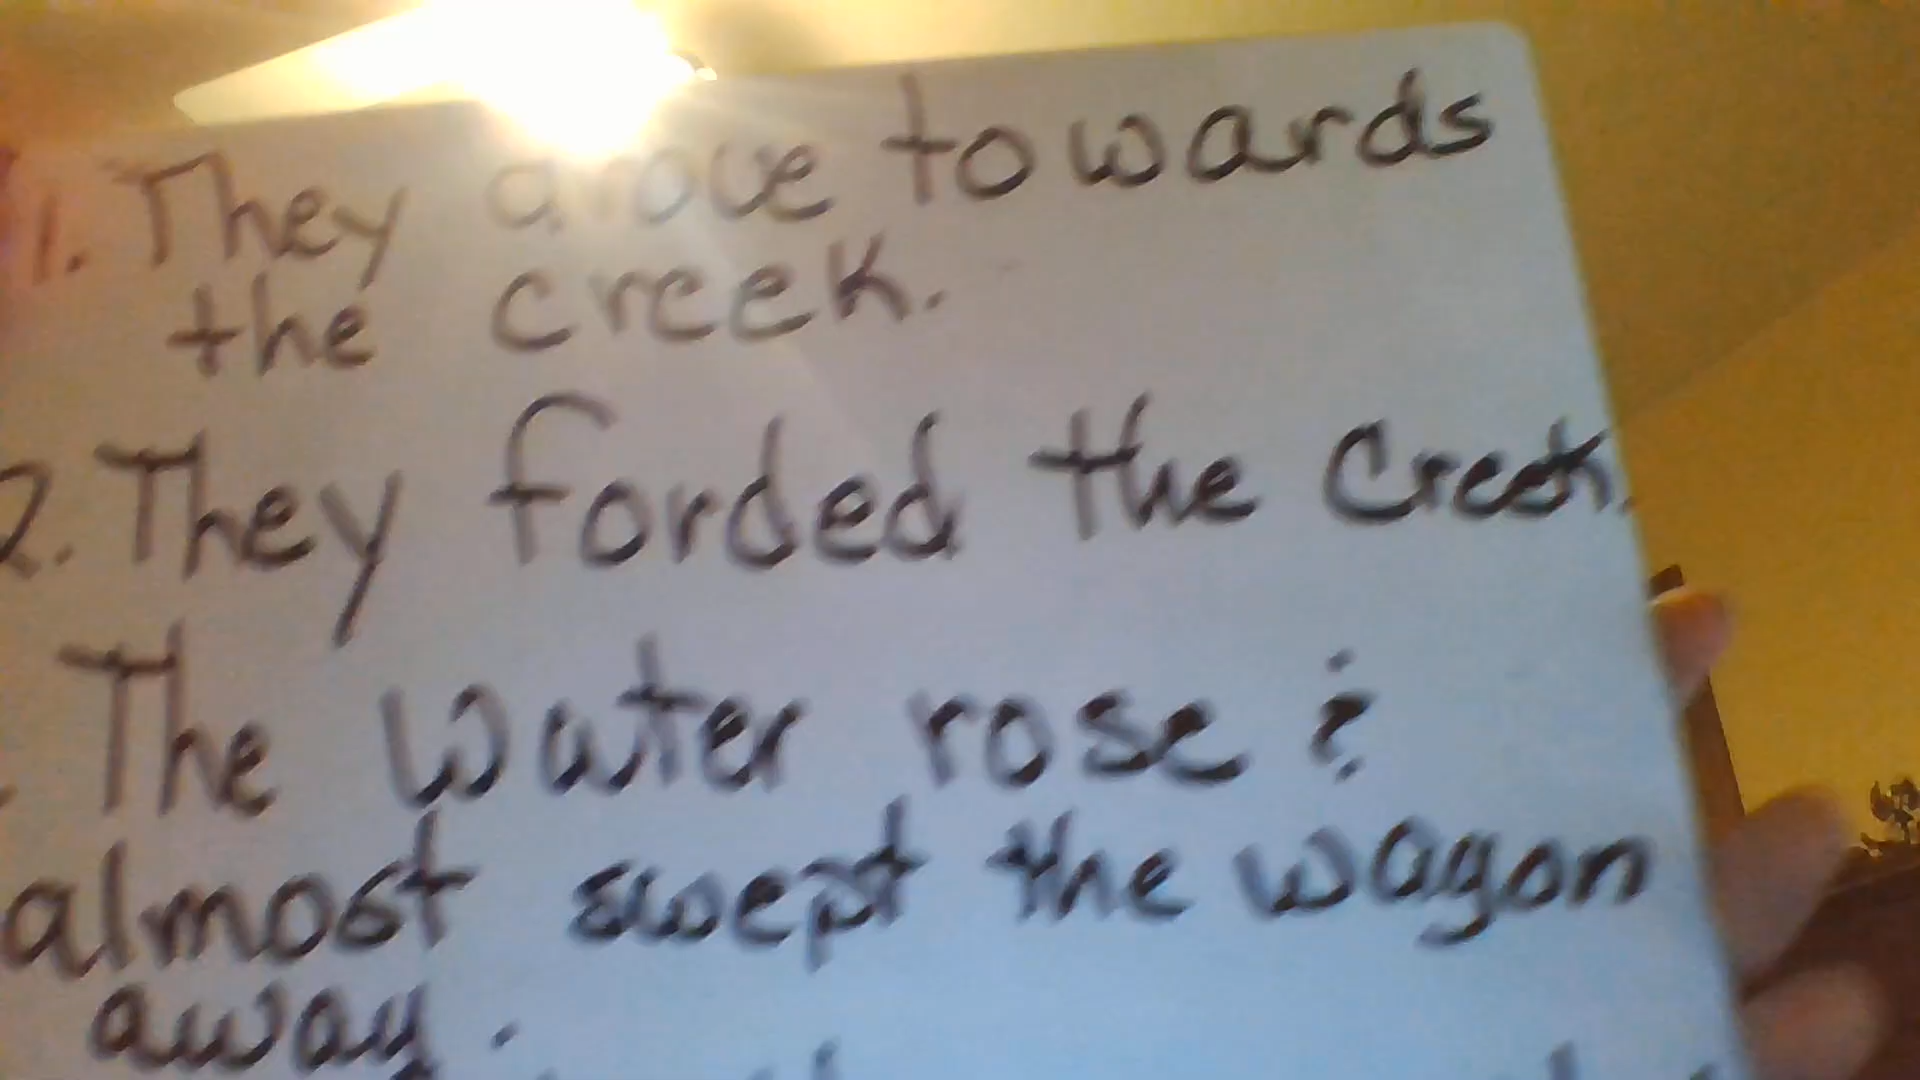 1. They drove towards
the creek.
2. They forded the Creek.
. The water rose &
almost swept the wagon
away.